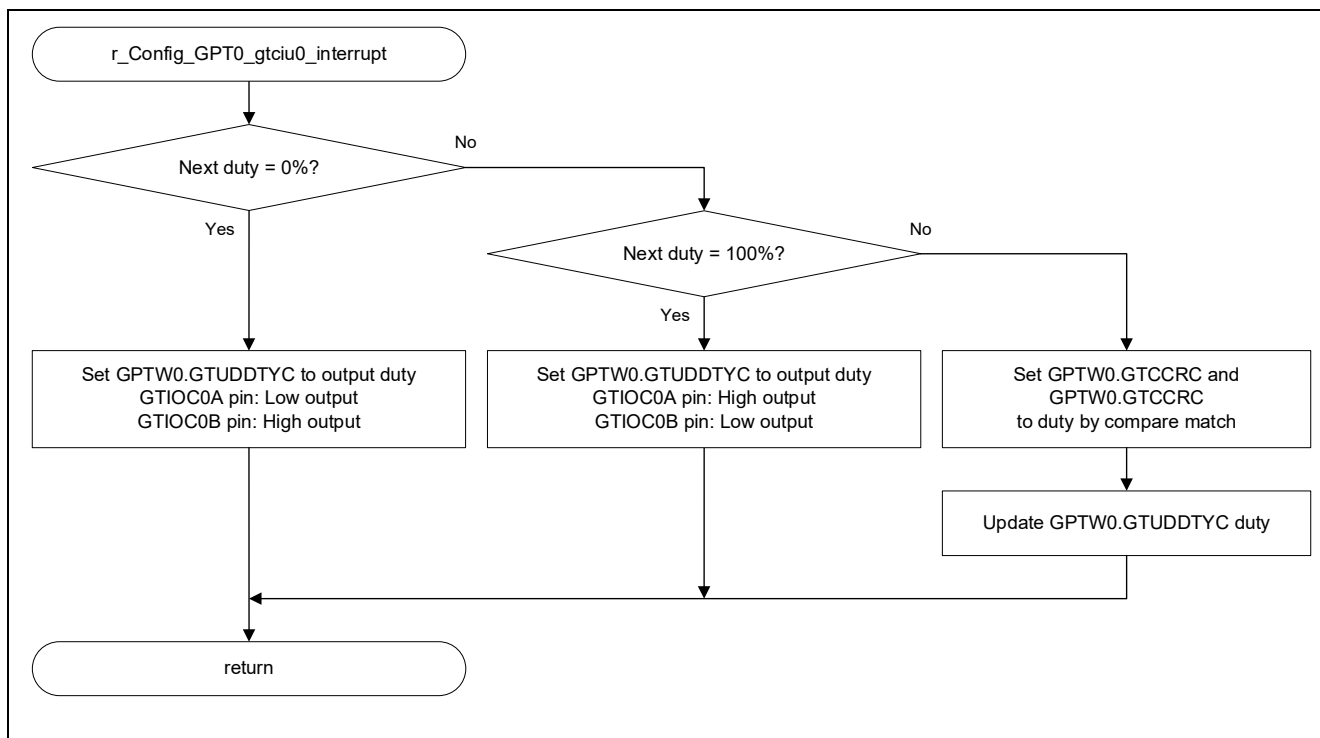 r_Config_GPT0_gtciu0_interrupt
No
Next duty = 0%?
Yes
No
Next duty = 100%?
Yes
Set GPTW0.GTUDDTYC to output duty
GTIOC0A pin: Low output
GTIOC0B pin: High output
Set GPTW0.GTUDDTYC to output duty
GTIOC0A pin: High output
GTIOC0B pin: Low output
Set GPTW0.GTCCRC and
GPTW0.GTCCRC
to duty by compare match
Update GPTW0.GTUDDTYC duty
return